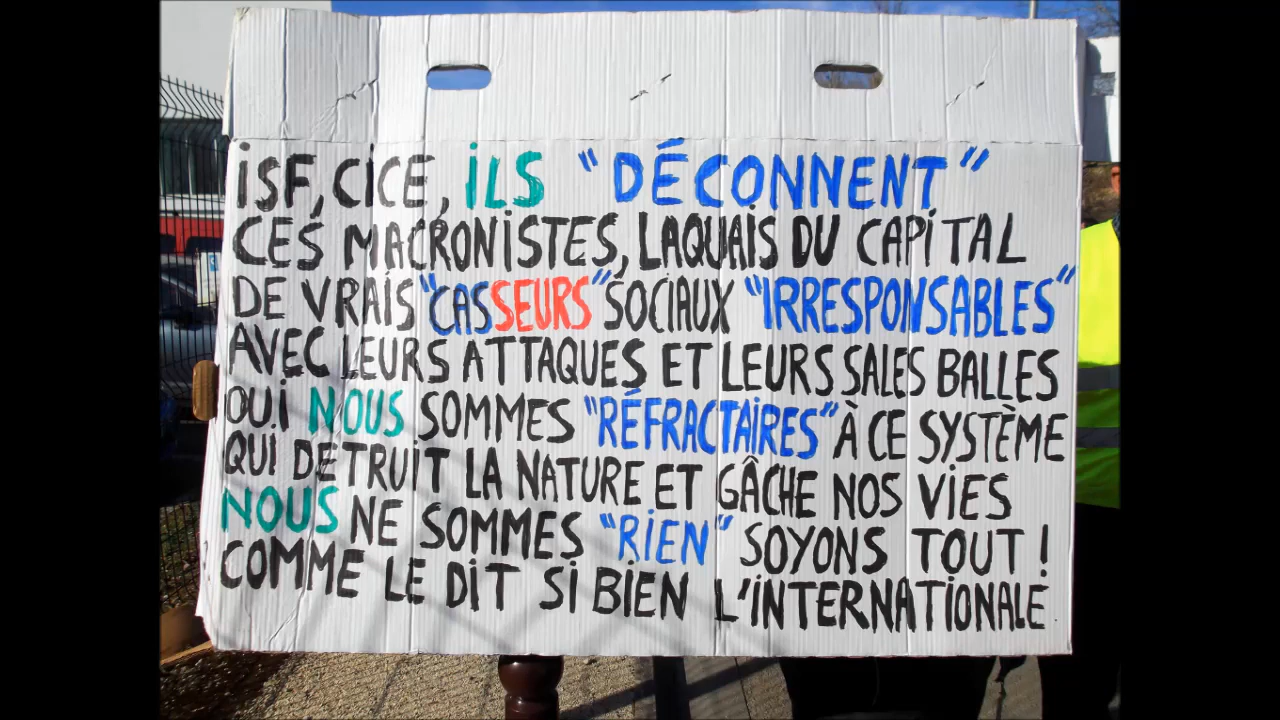 ISF, CICE, ILS "DÉCONNENT"
CES MACRONISTES, LAQUAIS DU CAPITAL
DE VRAIS "CASSEURS" SOCIAUX "IRRESPONSABLES"
AVEC LEURS ATTAQUES ET LEURS SALES BALLES
OUI NOUS SOMMES "RÉFRACTAIRES" À CE SYSTÈME
QUI DETRUIT LA NATURE ET GÂCHE NOS VIES
NOUS NE SOMMES "RIEN" SOYONS TOUT !
COMME LE DIT SI BIEN L'INTERNATIONALE